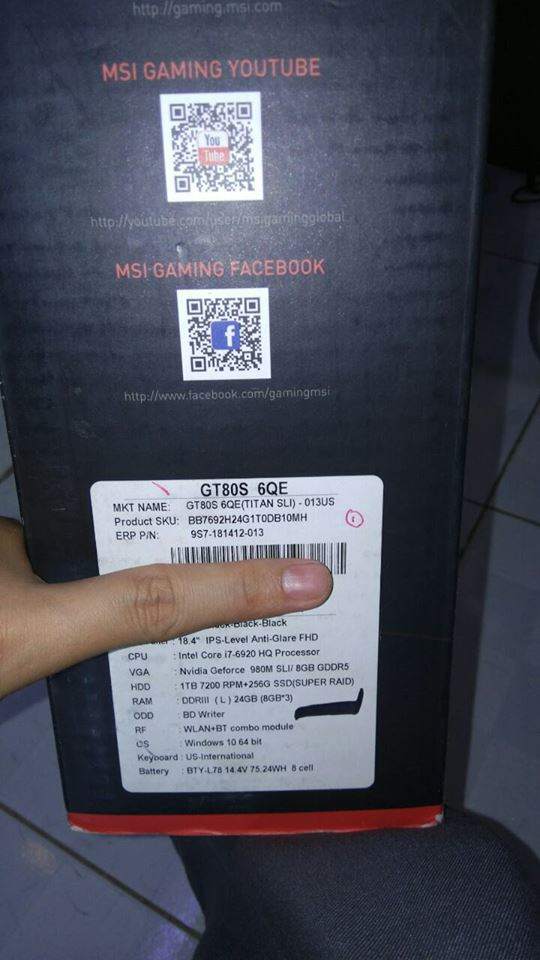 http://gaming.msi.com
MSI GAMING YOUTUBE
You
Tube
http://youtube.com/user/msigamingglobal
MSI GAMING FACEBOOK
f
http://www.facebook.com/gamingmsi
GT80S 6QE
MKT NAME: GT80S 6QE(TITAN SLI) - 013US
Product SKU: BB7692H24G1T0DB10MH
ERP P/N: 9S7-181412-013
-Black-Black
: 18.4" IPS-Level Anti-Glare FHD
CPU : Intel Core i7-6920 HQ Processor
VGA : Nvidia Geforce 980M SLI/ 8GB GDDR5
HDD : 1TB 7200 RPM+256G SSD(SUPER RAID)
RAM : DDRIII ( L ) 24GB (8GB*3)
ODD : BD Writer
RF : WLAN+BT combo module
OS : Windows 10 64 bit
Keyboard : US-International
Battery : BTY-L78 14.4V 75.24WH 8 cell